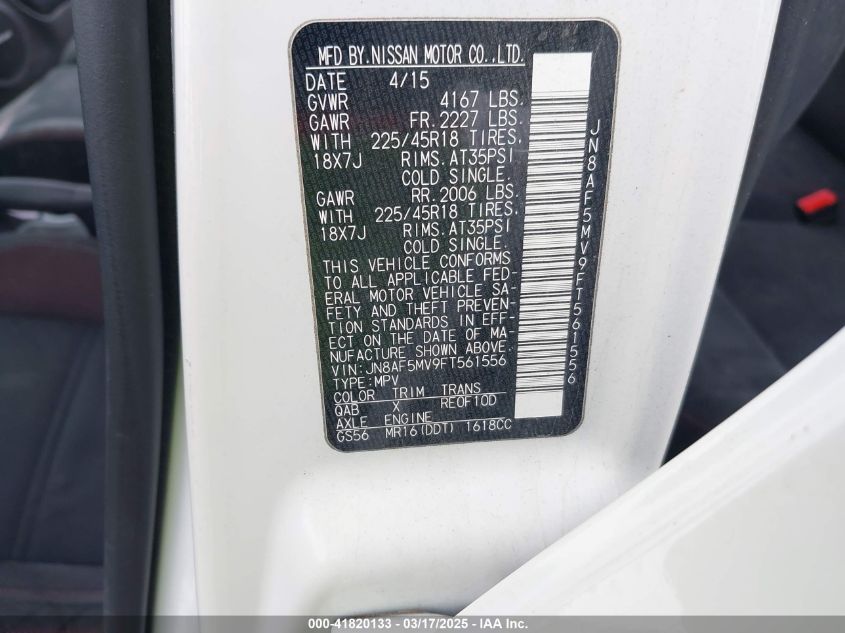 MFD BY.NISSAN MOTOR CO.,LTD.
DATE 4/15
GVWR 4167 LBS.
GAWR FR. 2227 LBS.
WITH 225/45R18 TIRES.
18X7J RIMS. AT35PSI
COLD SINGLE.
GAWR RR. 2006 LBS.
WITH 225/45R18 TIRES.
18X7J RIMS. AT35PSI
COLD SINGLE.
THIS VEHICLE CONFORMS
TO ALL APPLICABLE FED-
ERAL MOTOR VEHICLE SA-
FETY AND THEFT PREVEN-
TION STANDARDS IN EFF-
ECT ON THE DATE OF MA-
NUFACTURE SHOWN ABOVE.
VIN:JN8AF5MV9FT561556
TYPE:MPV
COLOR TRIM TRANS
QAB X RE0F10D
AXLE ENGINE
GS56 MR16(DDT) 1618CC
JN8AF5MV9FT561556
000-41820133 - 03/17/2025 - 1156 - IAA Inc.